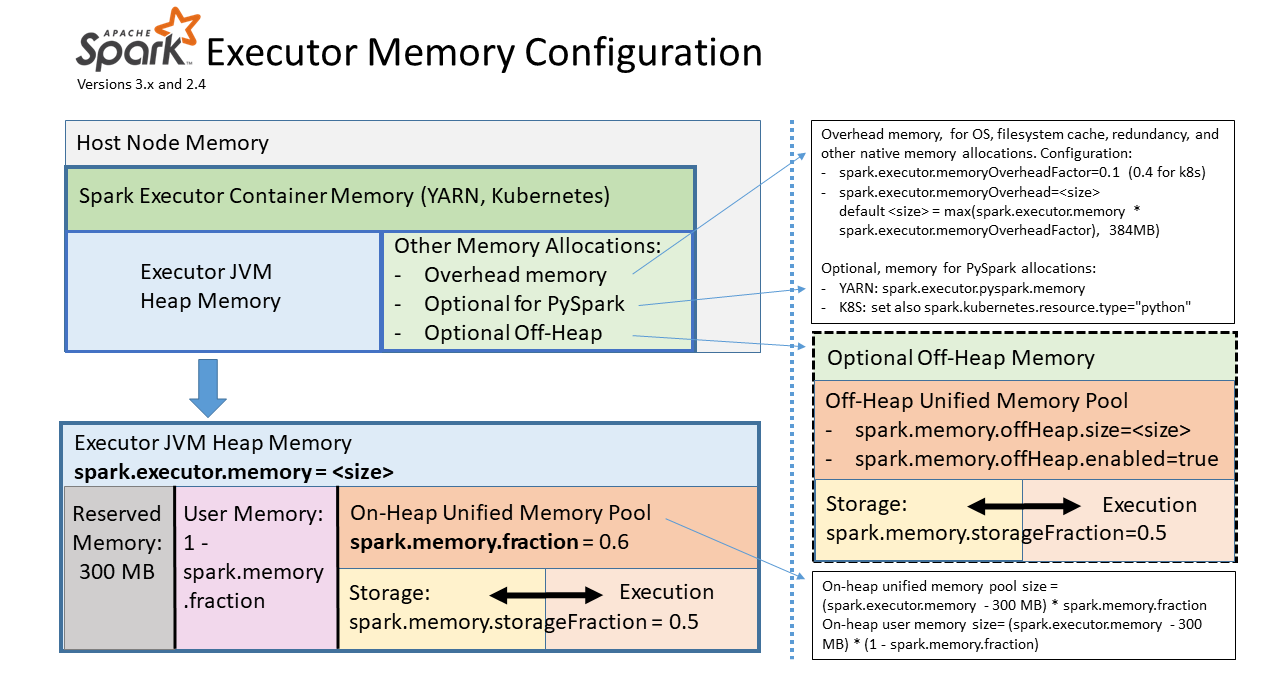 APACHE
Spark™
Executor Memory Configuration
Versions 3.x and 2.4
Host Node Memory
Spark Executor Container Memory (YARN, Kubernetes)
Executor JVM
Heap Memory
Other Memory Allocations:
- Overhead memory
- Optional for PySpark
- Optional Off-Heap
Executor JVM Heap Memory
spark.executor.memory = <size>
Reserved
Memory:
300 MB
User Memory:
1 -
spark.memory
.fraction
On-Heap Unified Memory Pool
spark.memory.fraction = 0.6
Storage:
Execution
spark.memory.storageFraction = 0.5
Overhead memory, for OS, filesystem cache, redundancy, and
other native memory allocations. Configuration:
- spark.executor.memoryOverheadFactor=0.1 (0.4 for k8s)
- spark.executor.memoryOverhead=<size>
default <size> = max(spark.executor.memory *
spark.executor.memoryOverheadFactor), 384MB)
Optional, memory for PySpark allocations:
- YARN: spark.executor.pyspark.memory
- K8S: set also spark.kubernetes.resource.type="python"
Optional Off-Heap Memory
Off-Heap Unified Memory Pool
- spark.memory.offHeap.size=<size>
- spark.memory.offHeap.enabled=true
Storage:
Execution
spark.memory.storageFraction=0.5
On-heap unified memory pool size =
(spark.executor.memory - 300 MB) * spark.memory.fraction
On-heap user memory size= (spark.executor.memory - 300
MB) * (1 - spark.memory.fraction)